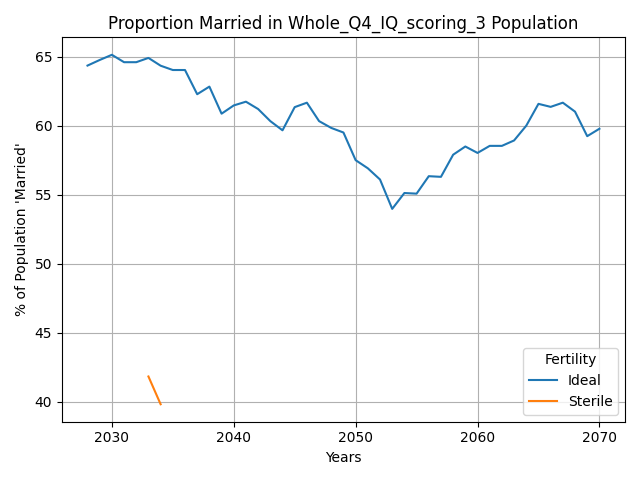 Proportion Married in Whole_Q4_IQ_scoring_3 Population
% of Population 'Married'
65
60
55
50
45
40
2030 2040 2050 2060 2070
Years
Fertility
Ideal
Sterile